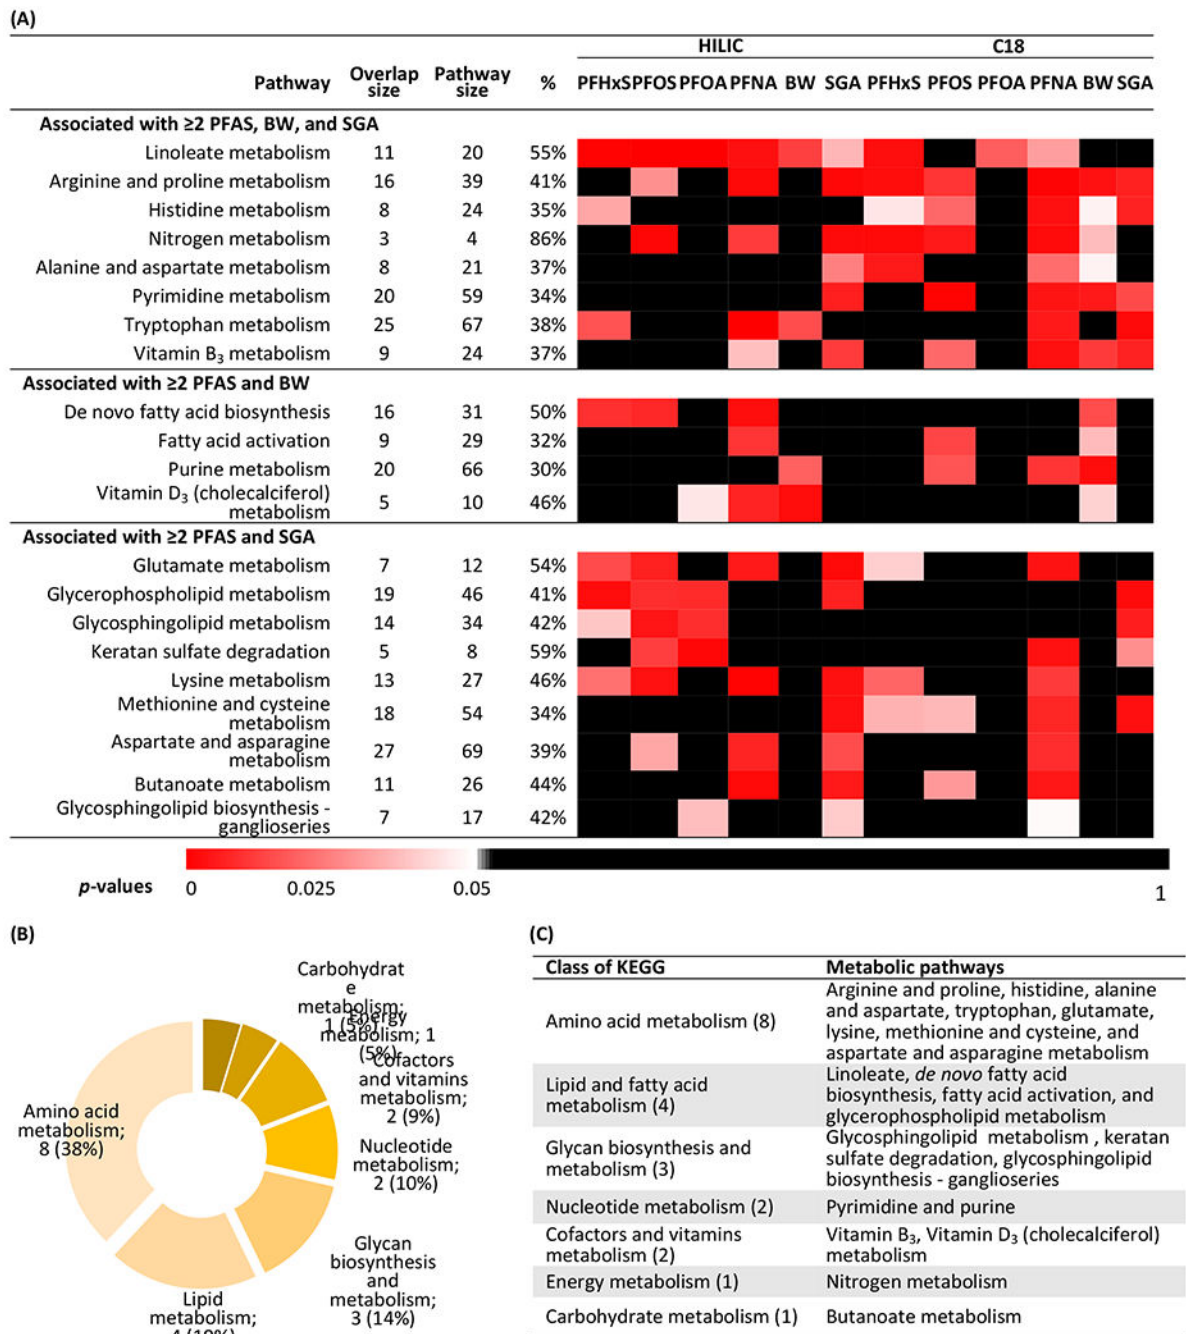 (A)
HILIC C18
Pathway Overlap size Pathway size % PFHxS PFOS PFOA PFNA BW SGA PFHxS PFOS PFOA PFNA BW SGA
Associated with ≥2 PFAS, BW, and SGA
Linoleate metabolism 11 20 55%
Arginine and proline metabolism 16 39 41%
Histidine metabolism 8 24 35%
Nitrogen metabolism 3 4 86%
Alanine and aspartate metabolism 8 21 37%
Pyrimidine metabolism 20 59 34%
Tryptophan metabolism 25 67 38%
Vitamin B₃ metabolism 9 24 37%
Associated with ≥2 PFAS and BW
De novo fatty acid biosynthesis 16 31 50%
Fatty acid activation 9 29 32%
Purine metabolism 20 66 30%
Vitamin D₃ (cholecalciferol)
metabolism 5 10 46%
Associated with ≥2 PFAS and SGA
Glutamate metabolism 7 12 54%
Glycerophospholipid metabolism 19 46 41%
Glycosphingolipid metabolism 14 34 42%
Keratan sulfate degradation 5 8 59%
Lysine metabolism 13 27 46%
Methionine and cysteine
metabolism 18 54 34%
Aspartate and asparagine
metabolism 27 69 39%
Butanoate metabolism 11 26 44%
Glycosphingolipid biosynthesis -
ganglioseries 7 17 42%
p-values 0 0.025 0.05 1
(B)
Carbohydrat
e
metabolism;
1 (5%)
Energy
meabolism; 1
(5%)
Cofactors
and vitamins
metabolism;
2 (9%)
Nucleotide
metabolism;
2 (10%)
Glycan
biosynthesis
and
metabolism;
3 (14%)
Lipid
metabolism;
4 (19%)
Amino acid
metabolism;
8 (38%)
(C)
Class of KEGG Metabolic pathways
Amino acid metabolism (8)
Arginine and proline, histidine, alanine
and aspartate, tryptophan, glutamate,
lysine, methionine and cysteine, and
aspartate and asparagine metabolism
Lipid and fatty acid
metabolism (4)
Linoleate, de novo fatty acid
biosynthesis, fatty acid activation, and
glycerophospholipid metabolism
Glycan biosynthesis and
metabolism (3)
Glycosphingolipid metabolism , keratan
sulfate degradation, glycosphingolipid
biosynthesis - ganglioseries
Nucleotide metabolism (2) Pyrimidine and purine
Cofactors and vitamins
metabolism (2)
Vitamin B₃, Vitamin D₃ (cholecalciferol)
metabolism
Energy metabolism (1) Nitrogen metabolism
Carbohydrate metabolism (1) Butanoate metabolism